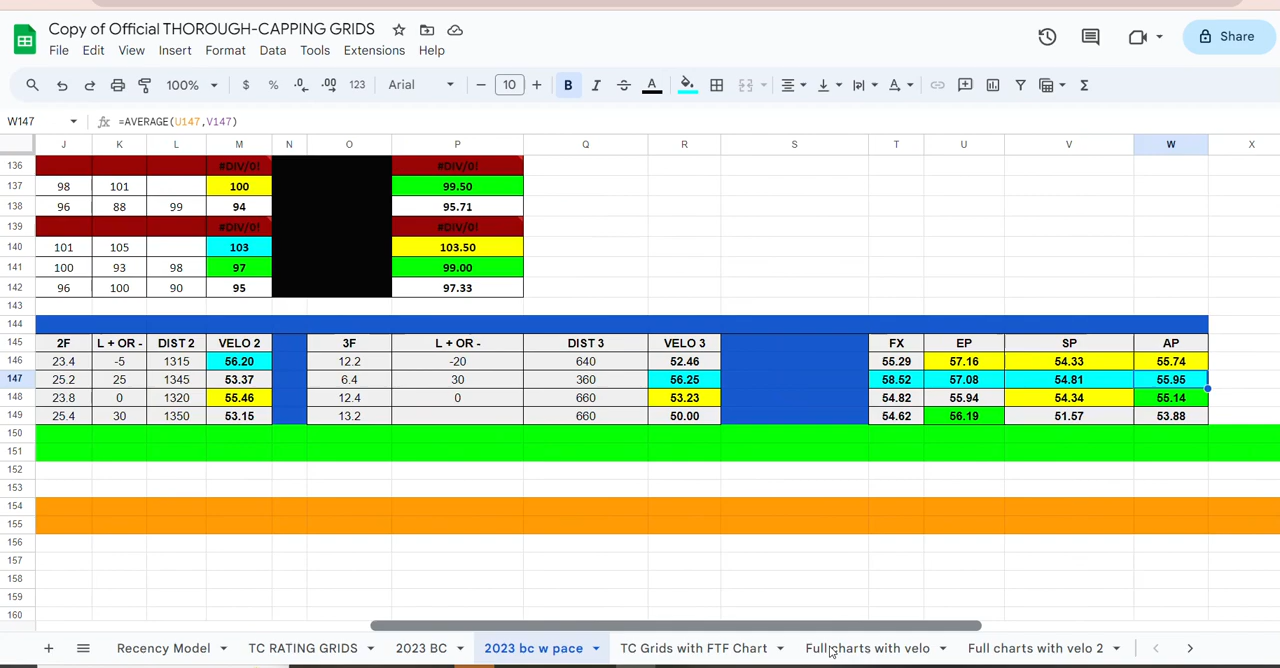 Copy of Official THOROUGH-CAPPING GRIDS
File Edit View Insert Format Data Tools Extensions Help
Share
100% $ % .0 .00 123 Arial − 10 + B I S A A Σ
W147 fx =AVERAGE(U147,V147)
J K L M N O P Q R S T U V W X
136 #DIV/0! #DIV/0!
137 98 101 100 99.50
138 96 88 99 94 95.71
139 #DIV/0! #DIV/0!
140 101 105 103 103.50
141 100 93 98 97 99.00
142 96 100 90 95 97.33
143
144
145 2F L + OR - DIST 2 VELO 2 3F L + OR - DIST 3 VELO 3 FX EP SP AP
146 23.4 -5 1315 56.20 12.2 -20 640 52.46 55.29 57.16 54.33 55.74
147 25.2 25 1345 53.37 6.4 30 360 56.25 58.52 57.08 54.81 55.95
148 23.8 0 1320 55.46 12.4 0 660 53.23 54.82 55.94 54.34 55.14
149 25.4 30 1350 53.15 13.2 660 50.00 54.62 56.19 51.57 53.88
150
151
152
153
154
155
156
157
158
159
160
+ Recency Model TC RATING GRIDS 2023 BC 2023 bc w pace TC Grids with FTF Chart Full charts with velo Full charts with velo 2